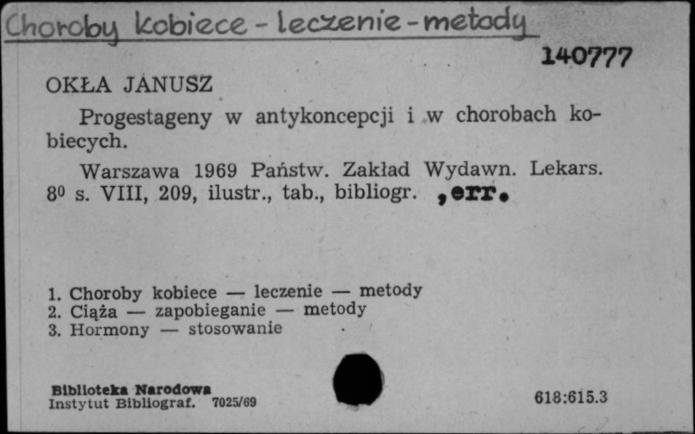 Choroby kobiece - leczenie - metody
140777
OKŁA JANUSZ
Progestageny w antykoncepcji i w chorobach ko-
biecych.
Warszawa 1969 Państw. Zakład Wydawn. Lekars.
8⁰ s. VIII, 209, ilustr., tab., bibliogr. , err.
1. Choroby kobiece — leczenie — metody
2. Ciąża — zapobieganie — metody
3. Hormony — stosowanie
Biblioteka Narodowa
Instytut Bibliograf. 7025/69
618:615.3